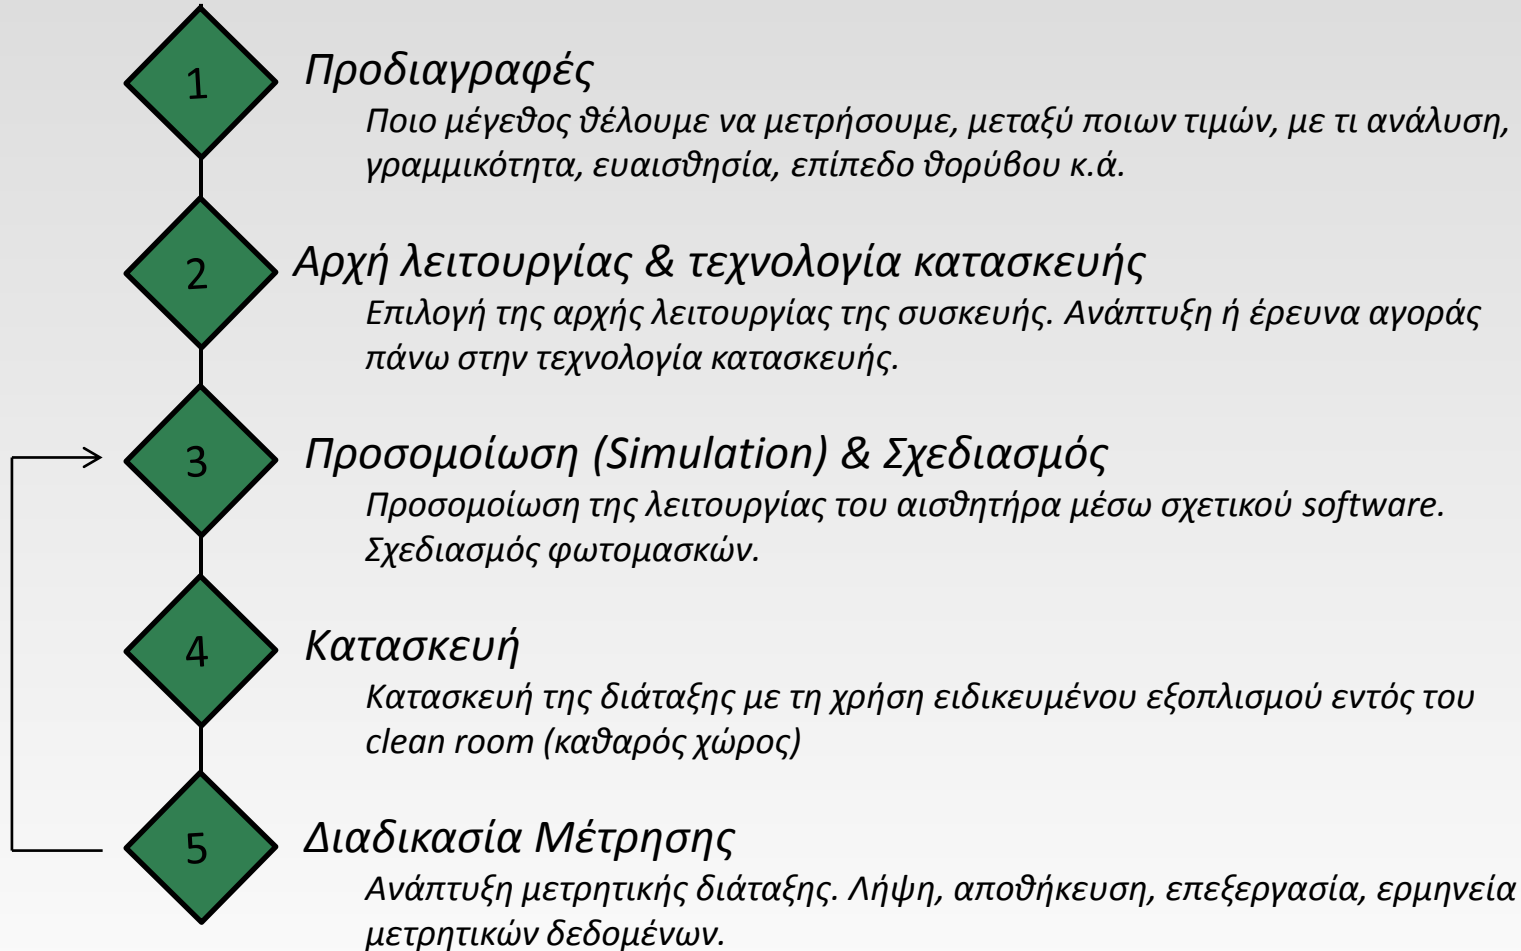 1
Προδιαγραφές
Ποιο μέγεθος θέλουμε να μετρήσουμε, μεταξύ ποιων τιμών, με τι ανάλυση,
γραμμικότητα, ευαισθησία, επίπεδο θορύβου κ.ά.
2
Αρχή λειτουργίας & τεχνολογία κατασκευής
Επιλογή της αρχής λειτουργίας της συσκευής. Ανάπτυξη ή έρευνα αγοράς
πάνω στην τεχνολογία κατασκευής.
3
Προσομοίωση (Simulation) & Σχεδιασμός
Προσομοίωση της λειτουργίας του αισθητήρα μέσω σχετικού software.
Σχεδιασμός φωτομασκών.
4
Κατασκευή
Κατασκευή της διάταξης με τη χρήση ειδικευμένου εξοπλισμού εντός του
clean room (καθαρός χώρος)
5
Διαδικασία Μέτρησης
Ανάπτυξη μετρητικής διάταξης. Λήψη, αποθήκευση, επεξεργασία, ερμηνεία
μετρητικών δεδομένων.